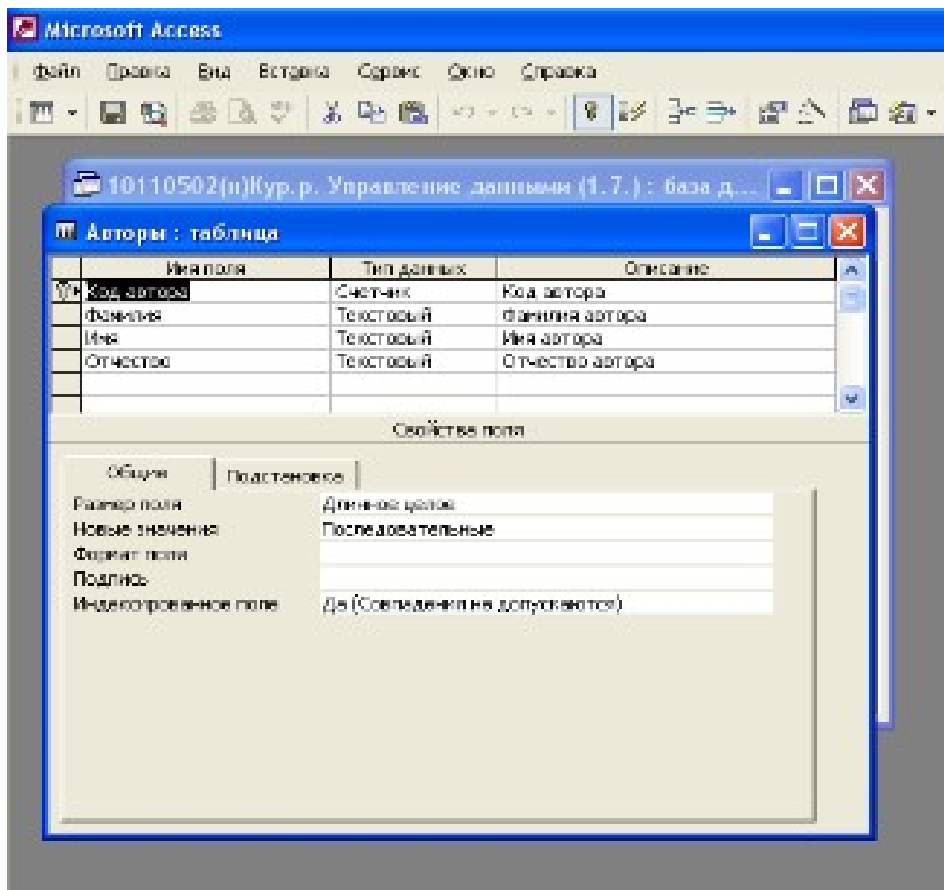 Microsoft Access
Файл Правка Вид Вставка Сервис Окно Справка
10110502(н)Кур.р. Управление данными (1.7.) : база д...
Авторы : таблица
Имя поля Тип данных Описание
Код автора Счетчик Код автора
Фамилия Текстовый Фамилия автора
Имя Текстовый Имя автора
Отчество Текстовый Отчество автора
Свойства поля
Общие Подстановка
Размер поля Длинное целое
Новые значения Последовательные
Формат поля
Подпись
Индексированное поле Да (Совпадения не допускаются)